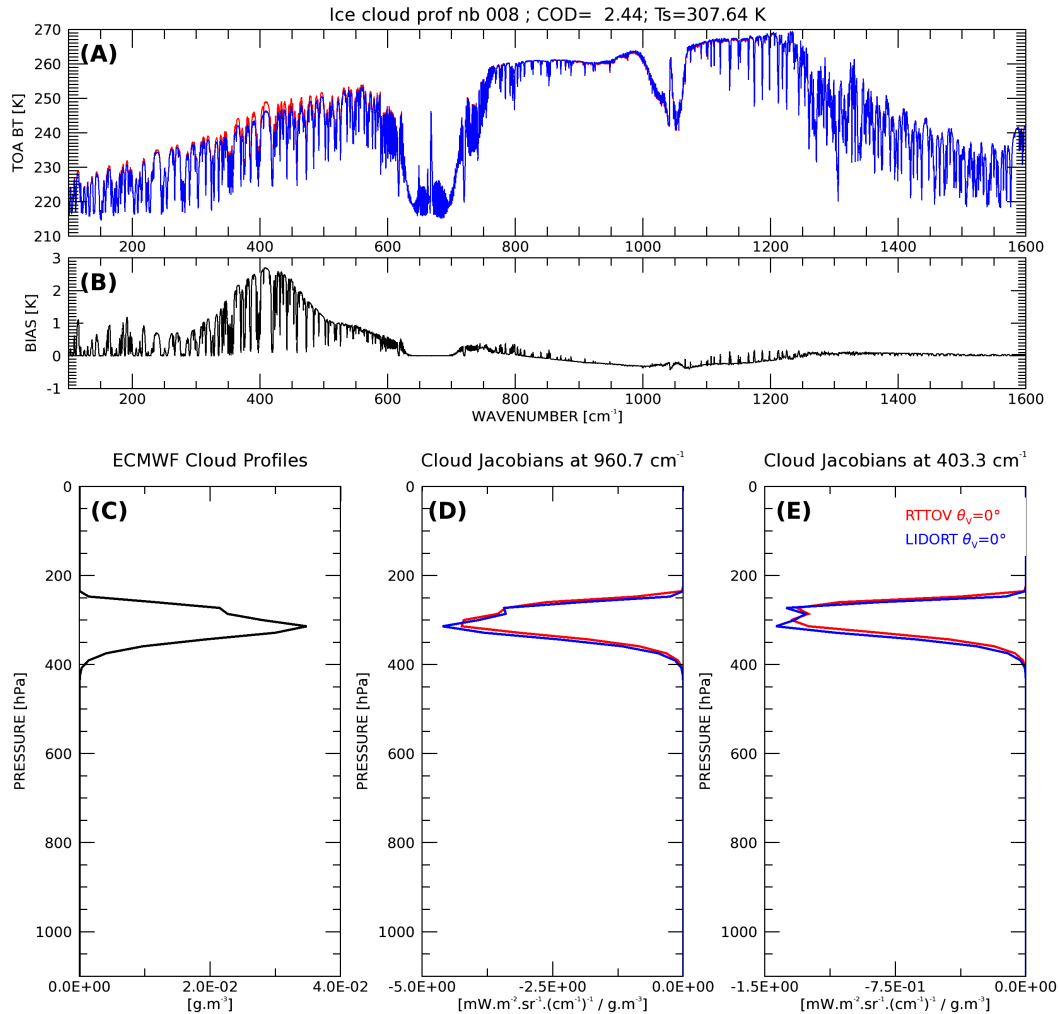 Ice cloud prof nb 008 ; COD= 2.44; Ts=307.64 K
(A)
TOA BT [K]
270
260
250
240
230
220
210
200 400 600 800 1000 1200 1400 1600
(B)
BIAS [K]
3
2
1
0
-1
200 400 600 800 1000 1200 1400 1600
WAVENUMBER [cm⁻¹]
ECMWF Cloud Profiles
(C)
PRESSURE [hPa]
0
200
400
600
800
1000
0.0E+00 2.0E-02 4.0E-02
[g.m⁻³]
Cloud Jacobians at 960.7 cm⁻¹
(D)
PRESSURE [hPa]
0
200
400
600
800
1000
-5.0E+00 -2.5E+00 0.0E+00
[mW.m⁻².sr⁻¹.(cm⁻¹)⁻¹ / g.m⁻³]
Cloud Jacobians at 403.3 cm⁻¹
(E)
RTTOV θᵥ=0°
LIDORT θᵥ=0°
PRESSURE [hPa]
0
200
400
600
800
1000
-1.5E+00 -7.5E-01 0.0E+00
[mW.m⁻².sr⁻¹.(cm⁻¹)⁻¹ / g.m⁻³]